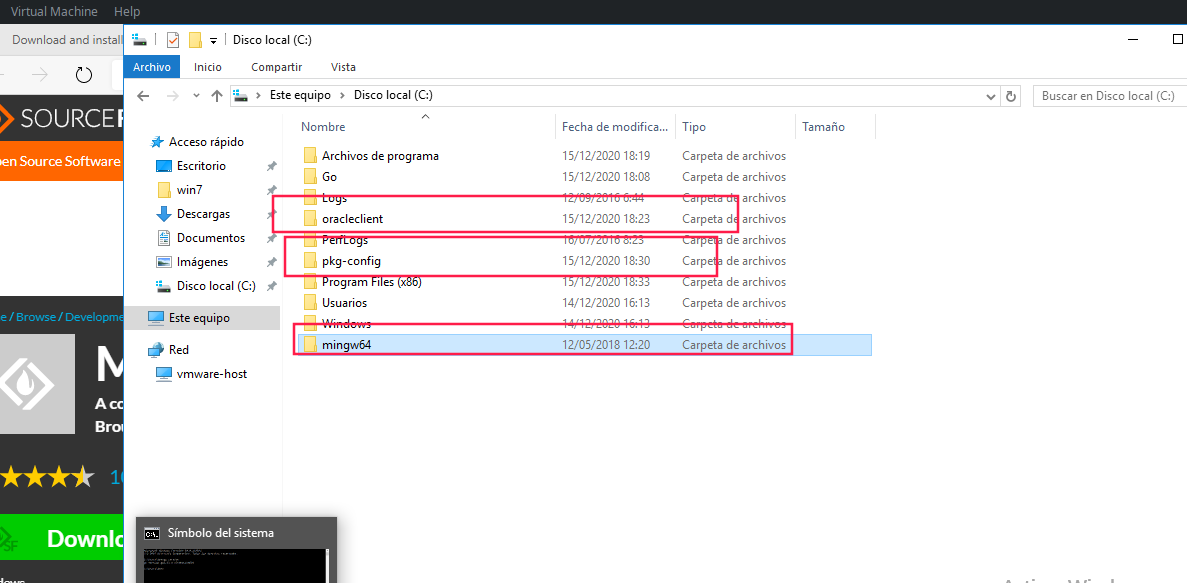 Virtual Machine Help
Download and install
Disco local (C:)
Archivo Inicio Compartir Vista
Este equipo Disco local (C:)
Buscar en Disco local (C:)
SOURCE
Open Source Software
Browse / Developme
M
A co
Brou
Downlo
dows
Acceso rápido
Escritorio
win7
Descargas
Documentos
Imágenes
Disco local (C:)
Este equipo
Red
vmware-host
Nombre Fecha de modifica... Tipo Tamaño
Archivos de programa 15/12/2020 18:19 Carpeta de archivos
Go 15/12/2020 18:08 Carpeta de archivos
Logs 12/09/2016 6:44 Carpeta de archivos
oracleclient 15/12/2020 18:23 Carpeta de archivos
PerfLogs 16/07/2016 8:23 Carpeta de archivos
pkg-config 15/12/2020 18:30 Carpeta de archivos
Program Files (x86) 15/12/2020 18:33 Carpeta de archivos
Usuarios 14/12/2020 16:13 Carpeta de archivos
Windows 14/12/2020 16:13 Carpeta de archivos
mingw64 12/05/2018 12:20 Carpeta de archivos
Símbolo del sistema